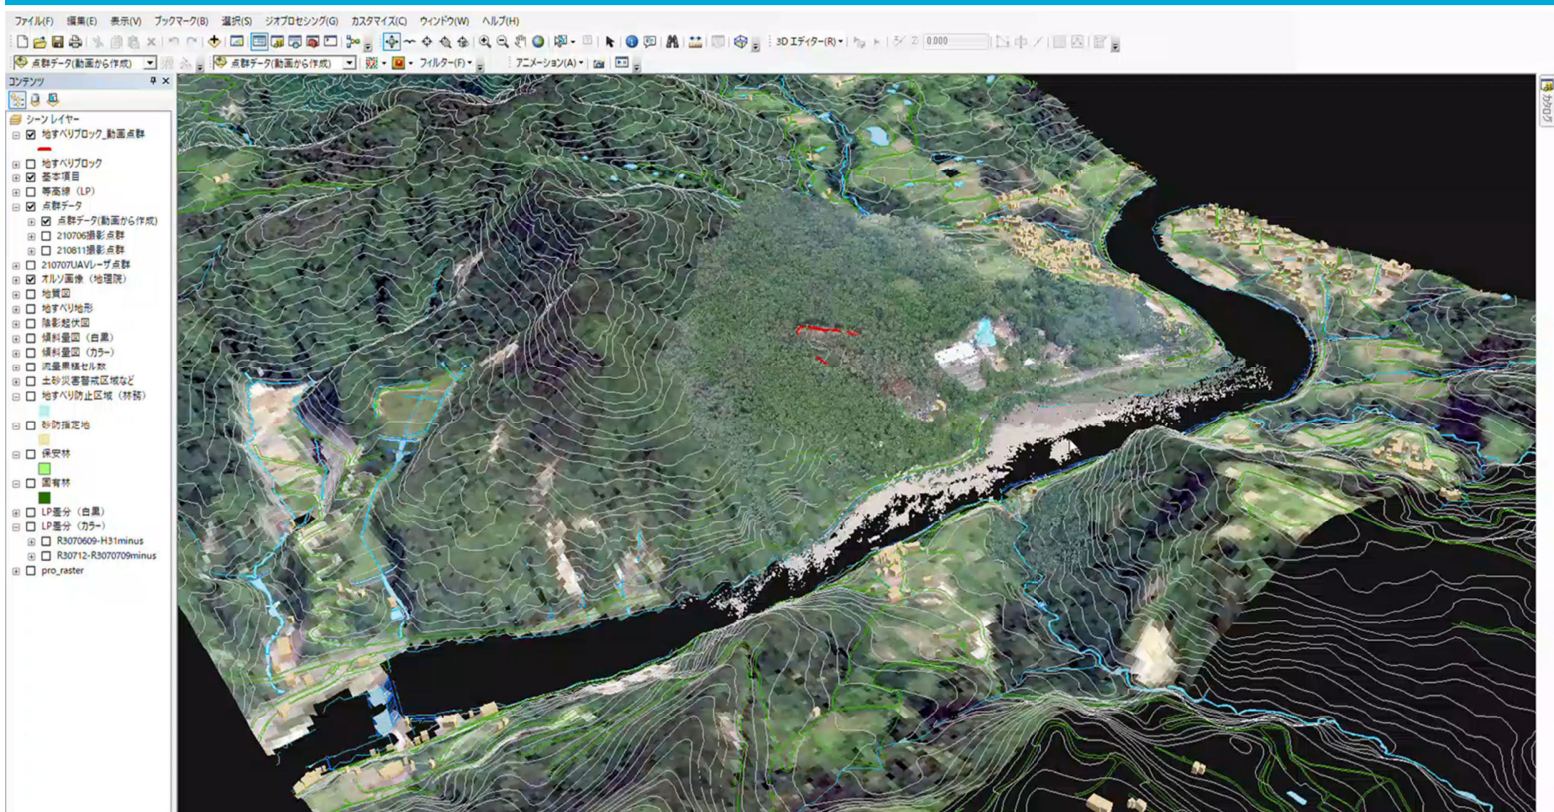 ファイル(F) 編集(E) 表示(V) ブックマーク(B) 選択(S) ジオプロセシング(G) カスタマイズ(C) ウィンドウ(W) ヘルプ(H)
3D エディター(R) 0.000
点群データ(動画から作成) 点群データ(動画から作成) フィルター(F) アニメーション(A)
コンテンツ
カタログ
シーン レイヤー
地すべりブロック_動画点群
地すべりブロック
基本項目
等高線（LP）
点群データ
点群データ(動画から作成)
210706撮影点群
210811撮影点群
210707UAVレーザ点群
オルソ画像（地理院）
地質図
地すべり地形
陰影起伏図
傾斜量図（白黒）
傾斜量図（カラー）
流量累積セル数
土砂災害警戒区域など
地すべり防止区域（林務）
砂防指定地
保安林
国有林
LP差分（白黒）
LP差分（カラー）
R3070609-H31minus
R30712-R3070709minus
pro_raster